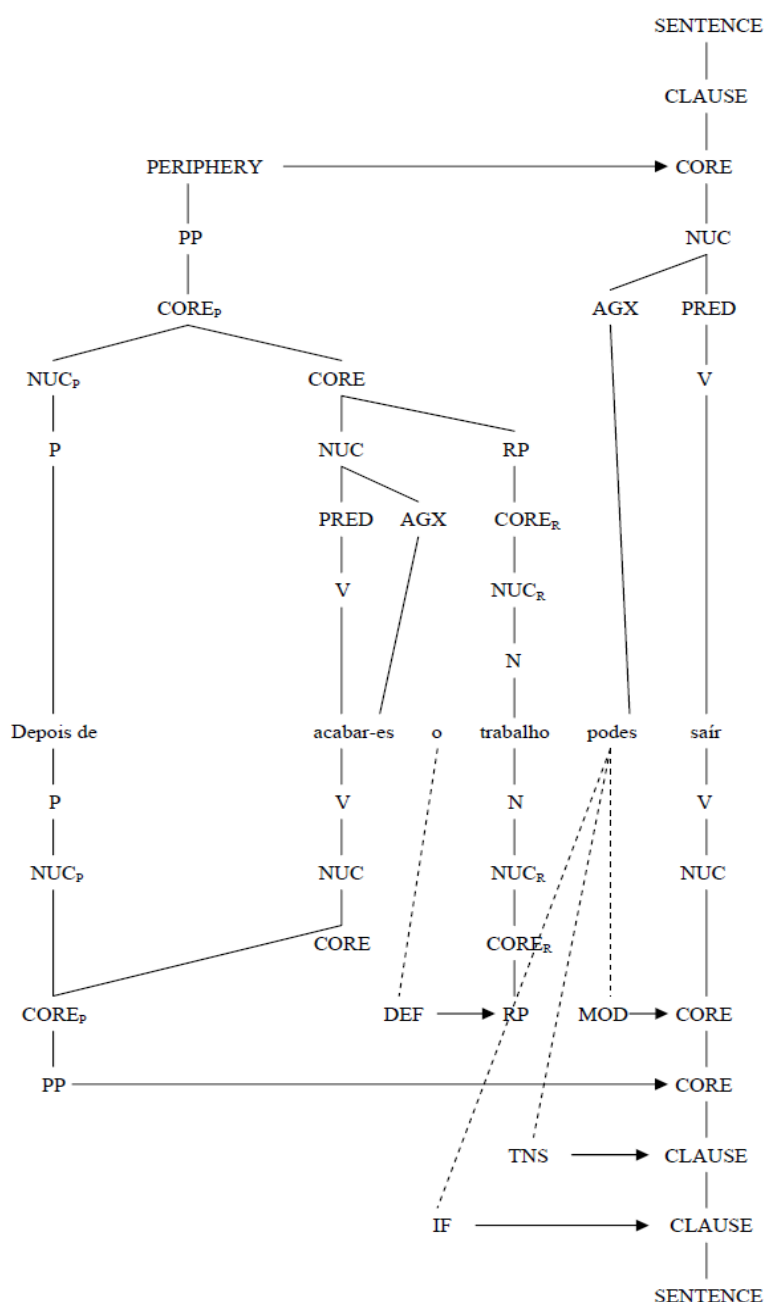 SENTENCE
CLAUSE
PERIPHERY CORE
PP NUC
COREP AGX PRED
NUCP CORE V
P NUC RP
PRED AGX CORER
V NUCR
N
Depois de acabar-es o trabalho podes saír
P V N V
NUCP NUC NUCR NUC
CORE CORER
COREP DEF RP MOD CORE
PP CORE
TNS CLAUSE
IF CLAUSE
SENTENCE